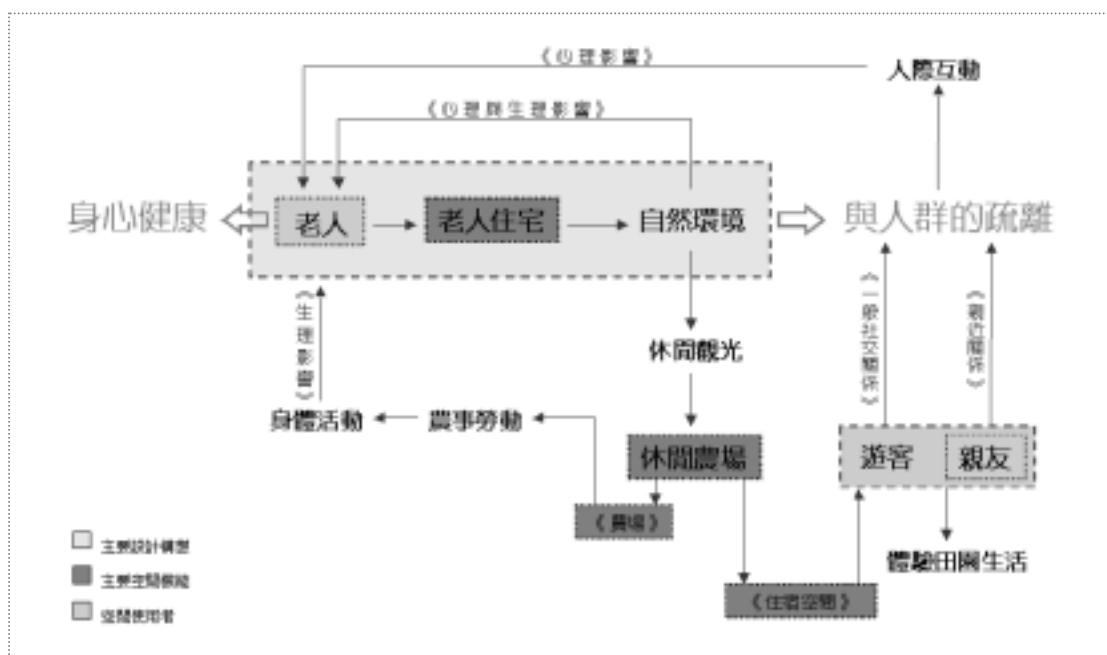 《心理影響》
人際互動
《心理與生理影響》
身心健康
老人
老人住宅
自然環境
與人群的疏離
《生理影響》
《一般社交關係》
《親近關係》
休閒觀光
身體活動
農事勞動
休閒農場
遊客
親友
《農場》
體驗田園生活
《住宿空間》
主要設計構想
主要空間機能
空間使用者